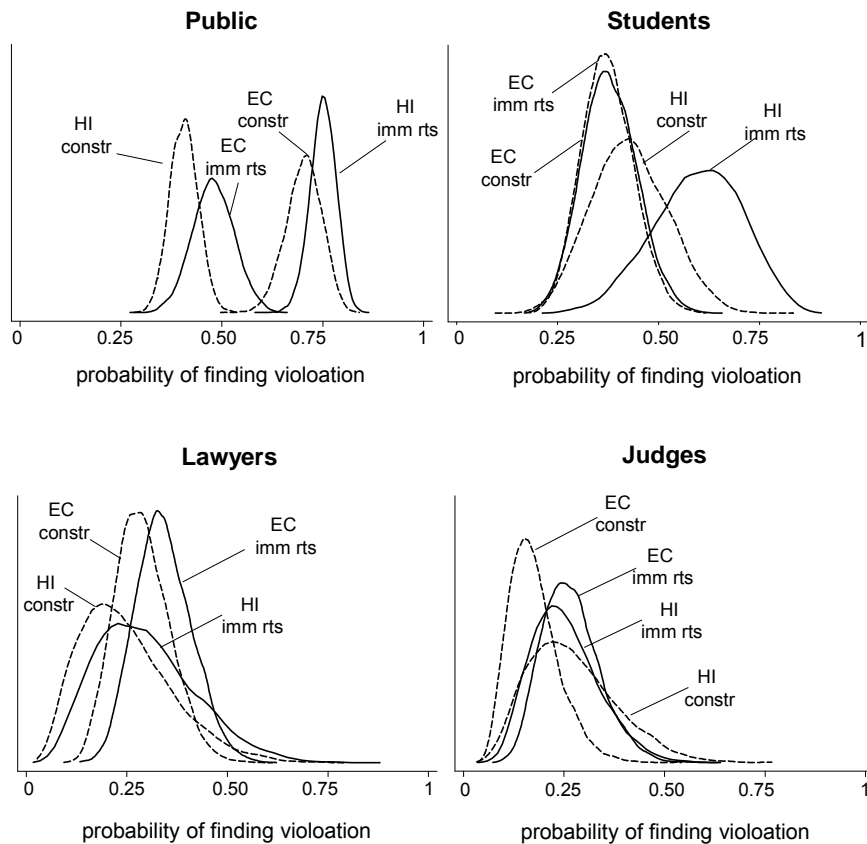 Public
HI
constr
EC
imm rts
EC
constr
HI
imm rts
0 0.25 0.50 0.75 1
probability of finding violoation
Students
EC
imm rts
EC
constr
HI
constr
HI
imm rts
0 0.25 0.50 0.75 1
probability of finding violoation
Lawyers
EC
constr
HI
constr
EC
imm rts
HI
imm rts
0 0.25 0.50 0.75 1
probability of finding violoation
Judges
EC
constr
EC
imm rts
HI
imm rts
HI
constr
0 0.25 0.50 0.75 1
probability of finding violoation